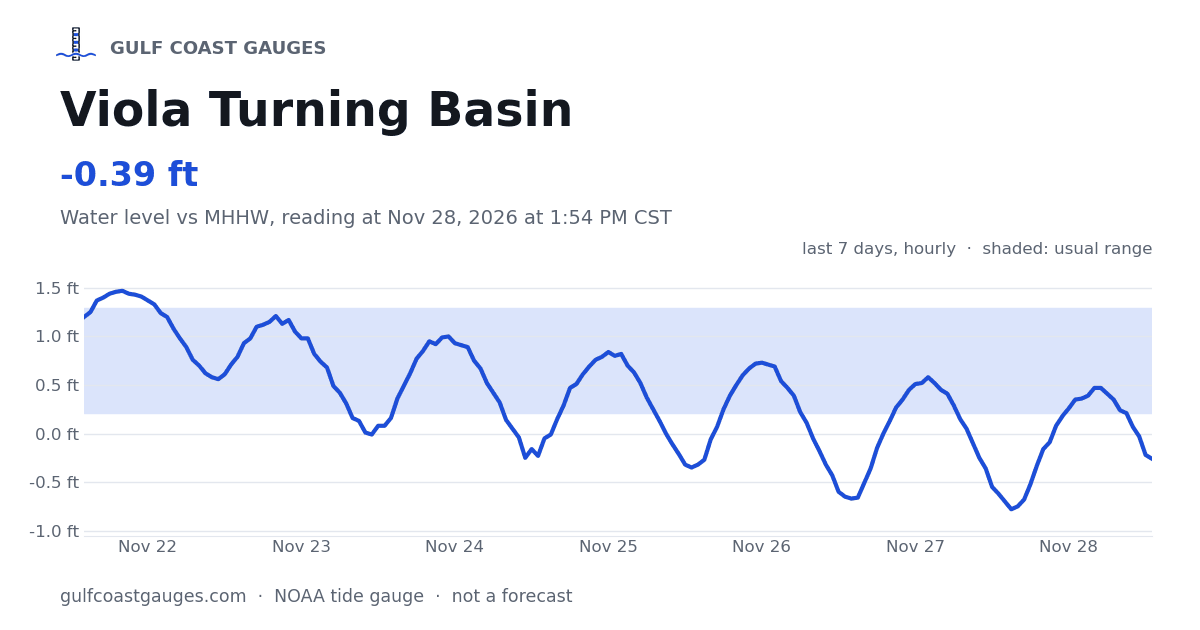 GULF COAST GAUGES
Viola Turning Basin
-0.39 ft
Water level vs MHHW, reading at Nov 28, 2026 at 1:54 PM CST
last 7 days, hourly · shaded: usual range
1.5 ft
1.0 ft
0.5 ft
0.0 ft
-0.5 ft
-1.0 ft
Nov 22 Nov 23 Nov 24 Nov 25 Nov 26 Nov 27 Nov 28
gulfcoastgauges.com · NOAA tide gauge · not a forecast